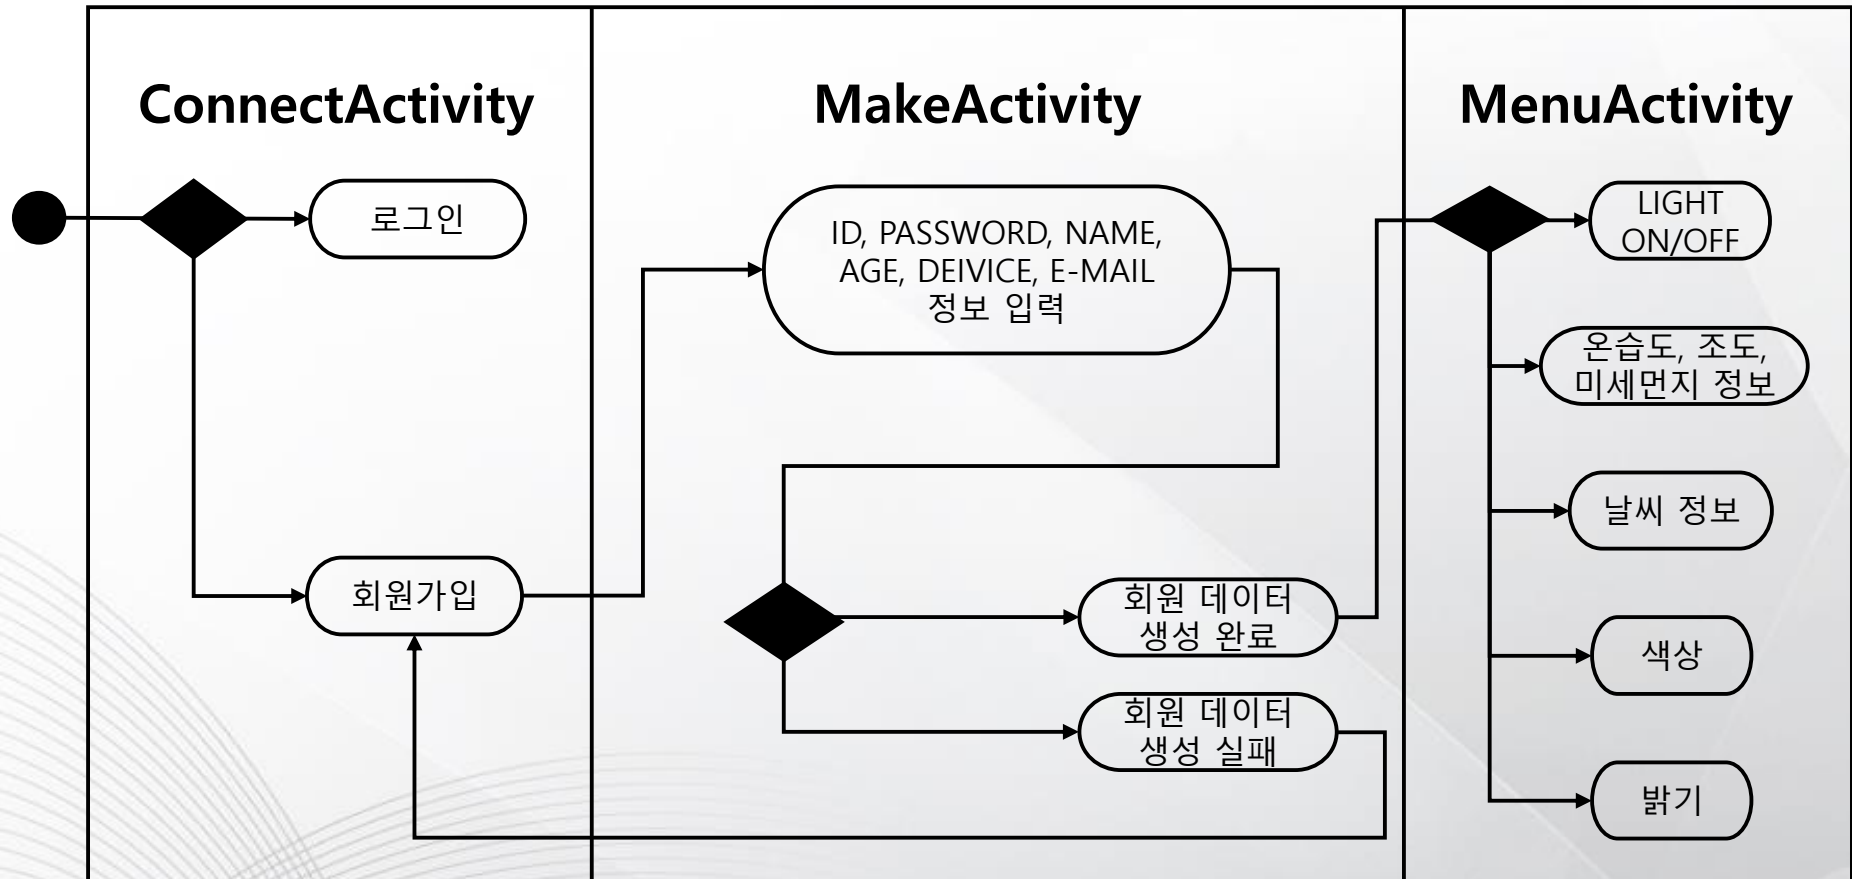 ConnectActivity
MakeActivity
MenuActivity
로그인
회원가입
ID, PASSWORD, NAME,
AGE, DEIVICE, E-MAIL
정보 입력
회원 데이터
생성 완료
회원 데이터
생성 실패
LIGHT
ON/OFF
온습도, 조도,
미세먼지 정보
날씨 정보
색상
밝기